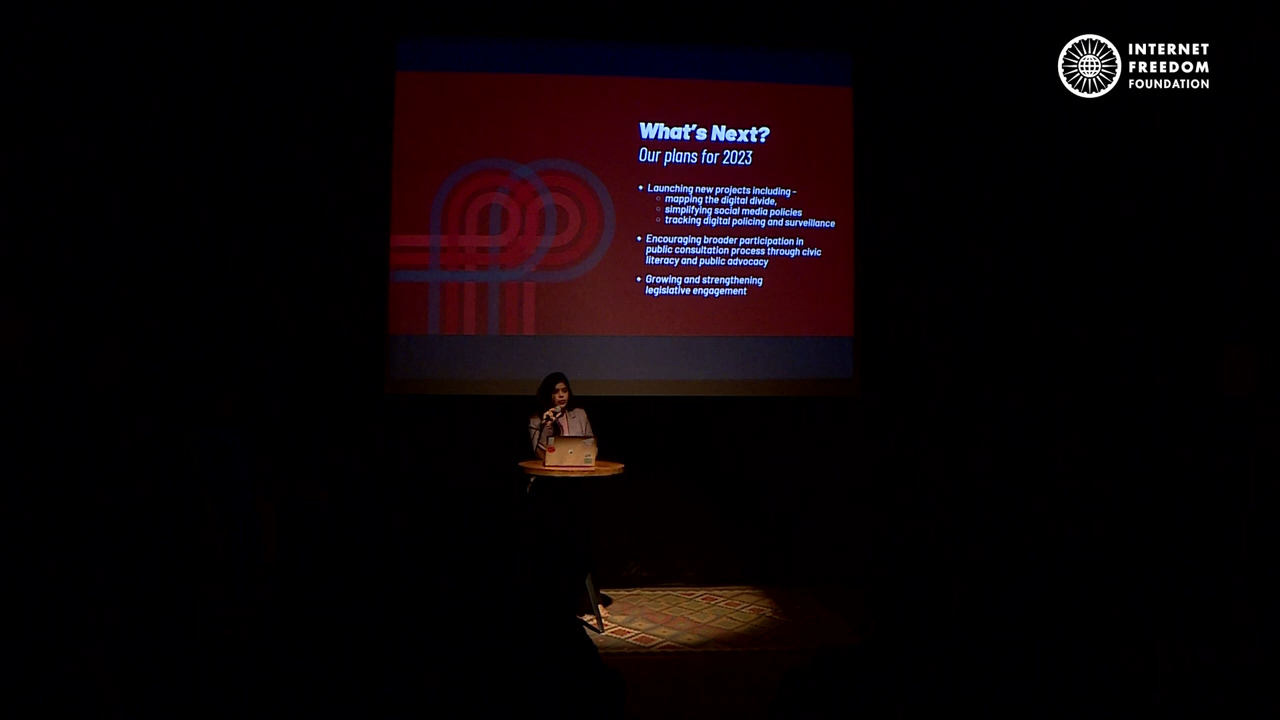 INTERNET
FREEDOM
FOUNDATION
What's Next?
Our plans for 2023
• Launching new projects including -
○ mapping the digital divide,
○ simplifying social media policies
○ tracking digital policing and surveillance
• Encouraging broader participation in
public consultation process through civic
literacy and public advocacy
• Growing and strengthening
legislative engagement